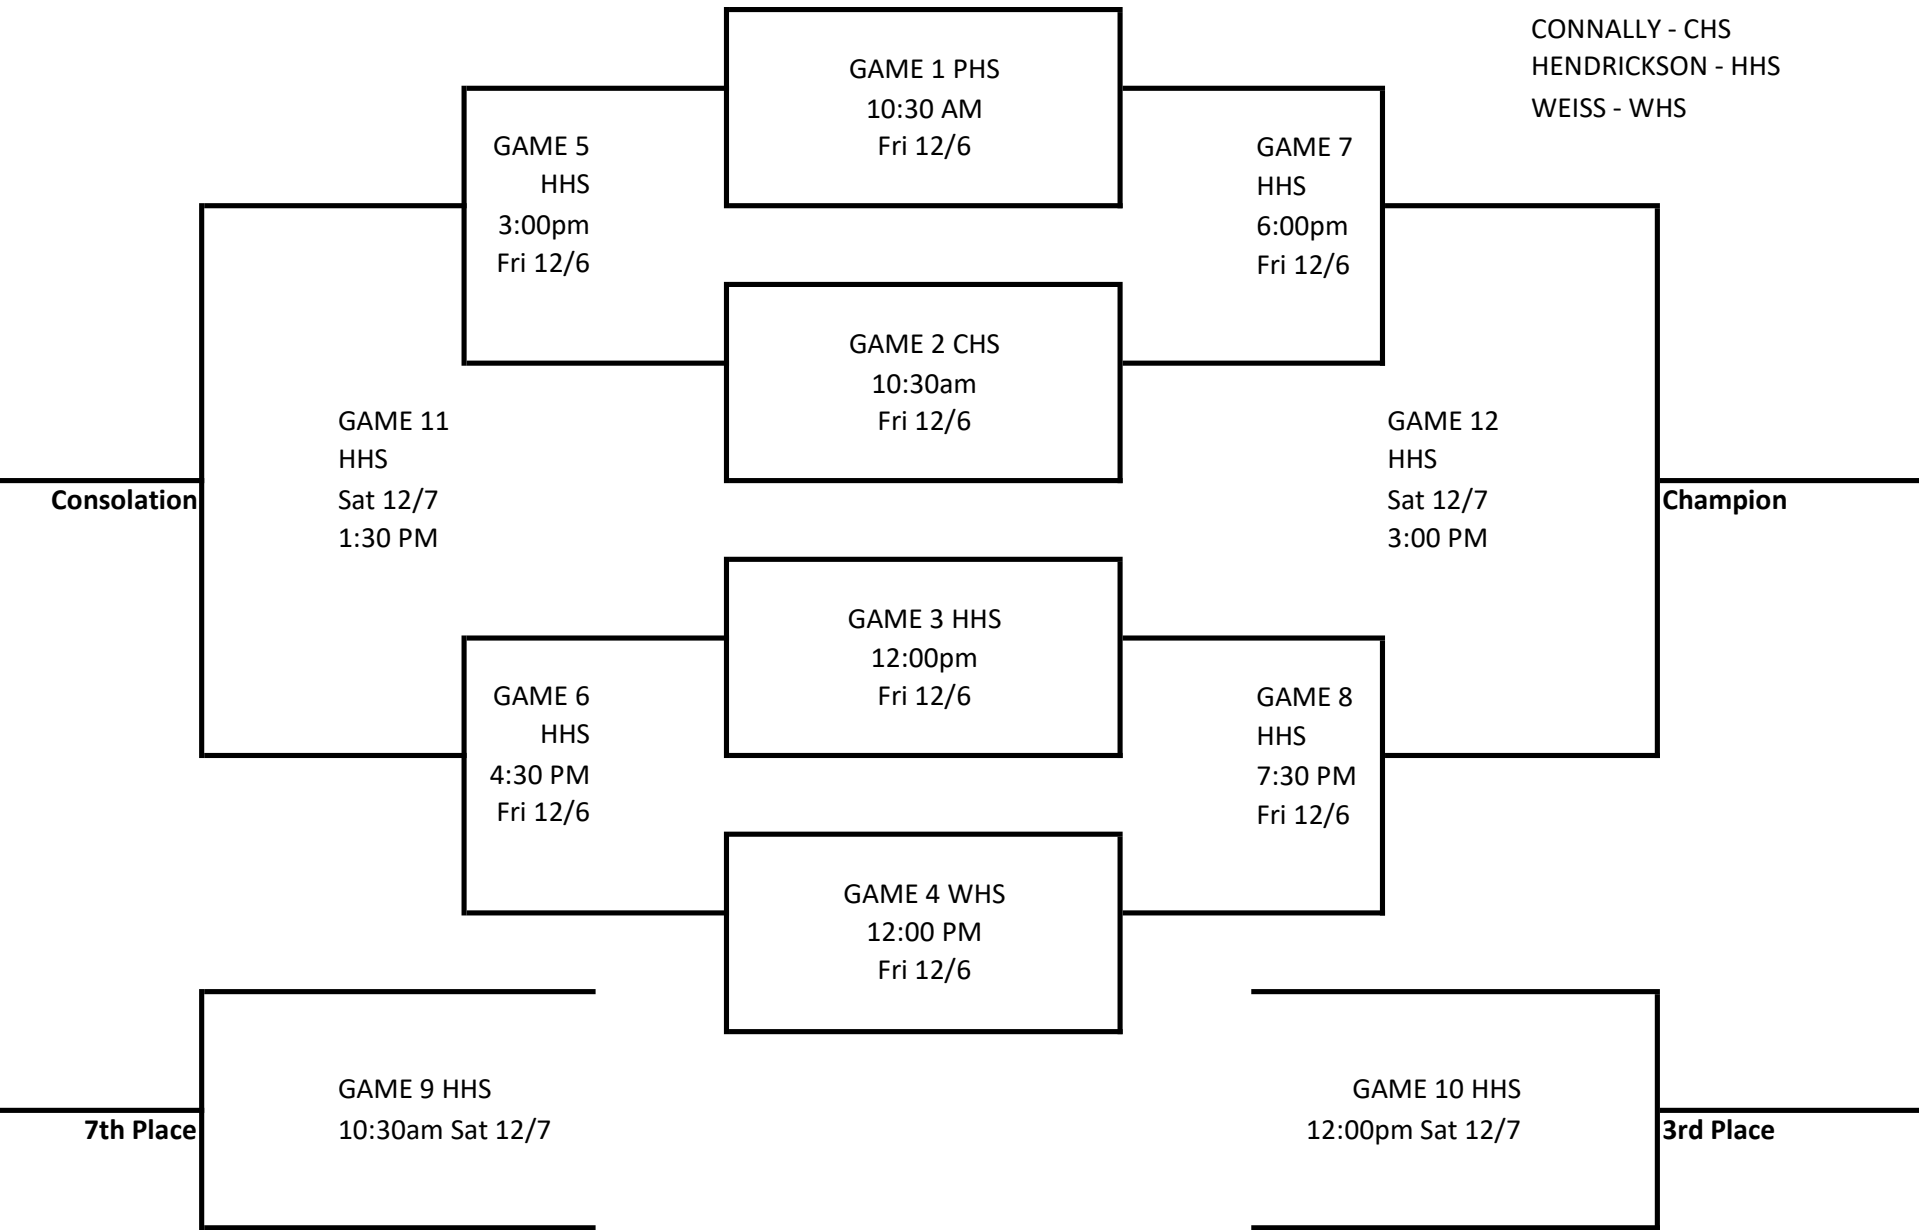 CONNALLY - CHS
HENDRICKSON - HHS
WEISS - WHS
GAME 1 PHS
10:30 AM
Fri 12/6
GAME 5
HHS
3:00pm
Fri 12/6
GAME 7
HHS
6:00pm
Fri 12/6
GAME 2 CHS
10:30am
Fri 12/6
GAME 11
HHS
Sat 12/7
1:30 PM
Consolation
GAME 12
HHS
Sat 12/7
3:00 PM
Champion
GAME 3 HHS
12:00pm
Fri 12/6
GAME 6
HHS
4:30 PM
Fri 12/6
GAME 8
HHS
7:30 PM
Fri 12/6
GAME 4 WHS
12:00 PM
Fri 12/6
GAME 9 HHS
10:30am Sat 12/7
7th Place
GAME 10 HHS
12:00pm Sat 12/7
3rd Place